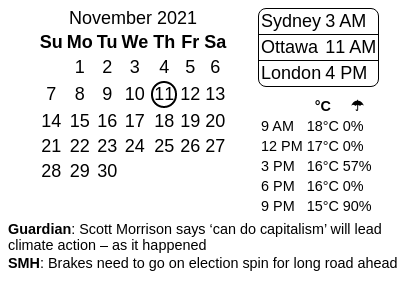 November 2021
Su Mo Tu We Th Fr Sa
1 2 3 4 5 6
7 8 9 10 11 12 13
14 15 16 17 18 19 20
21 22 23 24 25 26 27
28 29 30
Sydney 3 AM
Ottawa 11 AM
London 4 PM
°C ☂
9 AM 18°C 0%
12 PM 17°C 0%
3 PM 16°C 57%
6 PM 16°C 0%
9 PM 15°C 90%
Guardian: Scott Morrison says ‘can do capitalism’ will lead
climate action – as it happened
SMH: Brakes need to go on election spin for long road ahead